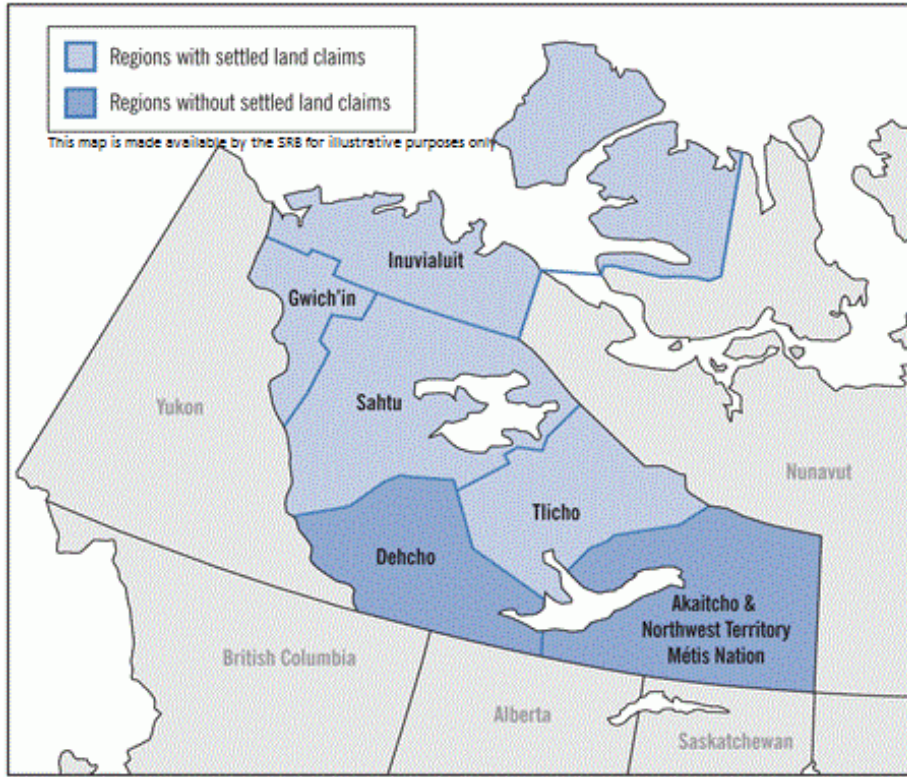 Regions with settled land claims
Regions without settled land claims
This map is made available by the SRB for illustrative purposes only
Inuvialuit
Gwich'in
Yukon
Sahtu
Nunavut
Tlicho
Dehcho
Akaitcho &
Northwest Territory
Métis Nation
British Columbia
Alberta
Saskatchewan